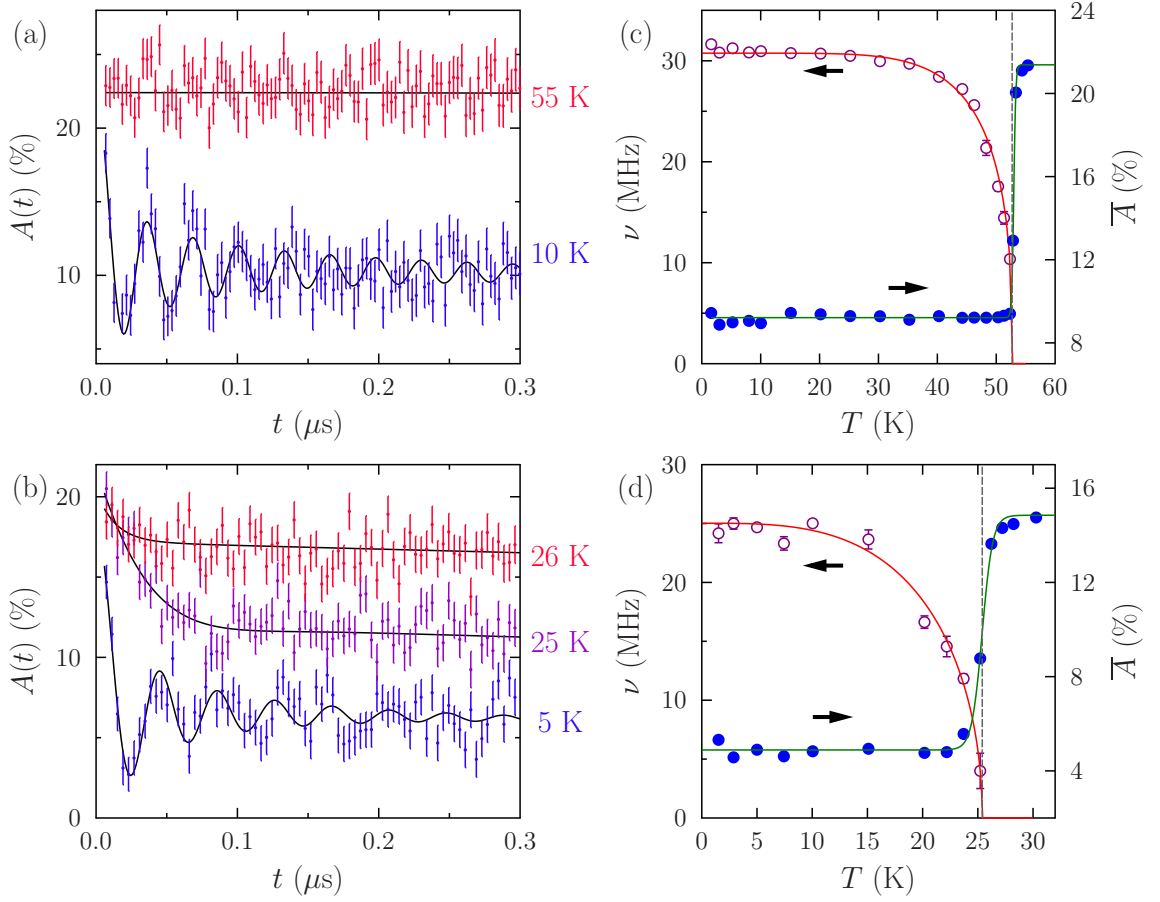 (a)
A(t) (%)
20
10
55 K
10 K
0.0 0.1 0.2 0.3
t (μs)
(c)
ν (MHz)
30
20
10
0
24
20
16
12
8
A̅ (%)
0 10 20 30 40 50 60
T (K)
(b)
A(t) (%)
20
10
0
26 K
25 K
5 K
0.0 0.1 0.2 0.3
t (μs)
(d)
ν (MHz)
30
25
20
15
10
5
0
16
12
8
4
A̅ (%)
0 5 10 15 20 25 30
T (K)